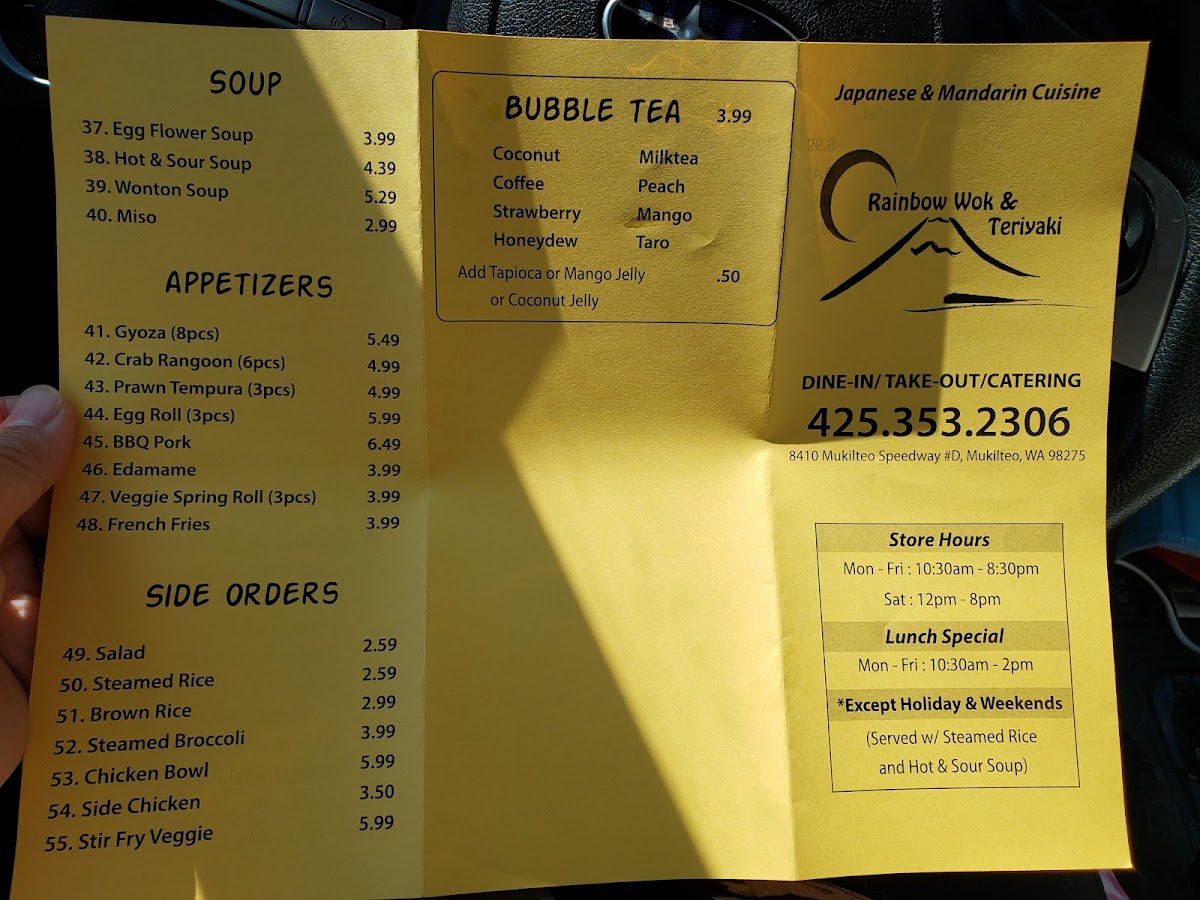 SOUP
37. Egg Flower Soup 3.99
38. Hot & Sour Soup 4.39
39. Wonton Soup 5.29
40. Miso 2.99
APPETIZERS
41. Gyoza (8pcs) 5.49
42. Crab Rangoon (6pcs) 4.99
43. Prawn Tempura (3pcs) 4.99
44. Egg Roll (3pcs) 5.99
45. BBQ Pork 6.49
46. Edamame 3.99
47. Veggie Spring Roll (3pcs) 3.99
48. French Fries 3.99
SIDE ORDERS
49. Salad 2.59
50. Steamed Rice 2.59
51. Brown Rice 2.99
52. Steamed Broccoli 3.99
53. Chicken Bowl 5.99
54. Side Chicken 3.50
55. Stir Fry Veggie 5.99
BUBBLE TEA 3.99
Coconut Milktea
Coffee Peach
Strawberry Mango
Honeydew Taro
Add Tapioca or Mango Jelly .50
or Coconut Jelly
Japanese & Mandarin Cuisine
Rainbow Wok &
Teriyaki
DINE-IN/ TAKE-OUT/CATERING
425.353.2306
8410 Mukilteo Speedway #D, Mukilteo, WA 98275
Store Hours
Mon - Fri : 10:30am - 8:30pm
Sat : 12pm - 8pm
Lunch Special
Mon - Fri : 10:30am - 2pm
*Except Holiday & Weekends
(Served w/ Steamed Rice
and Hot & Sour Soup)